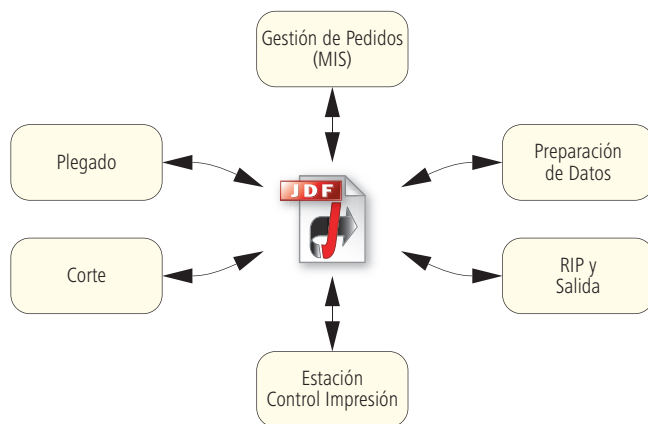 Gestión de Pedidos
(MIS)
Plegado
Preparación
de Datos
JDF
Corte
RIP y
Salida
Estación
Control Impresión